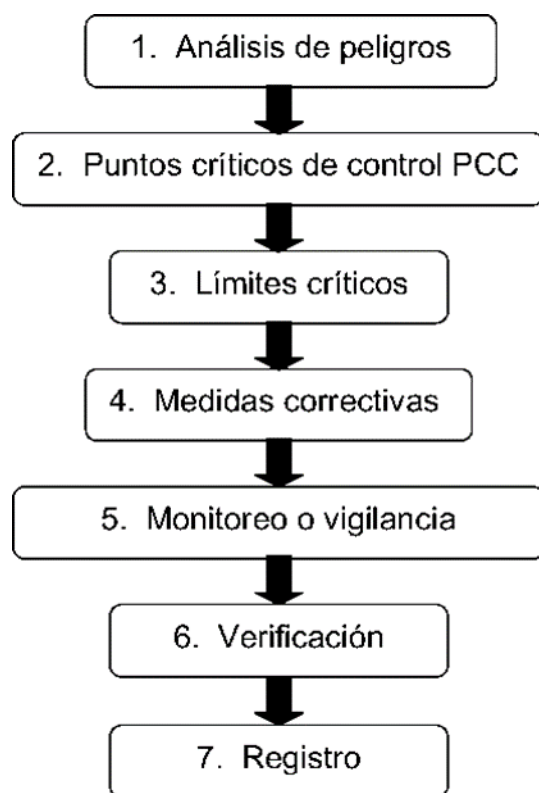 1. Análisis de peligros
2. Puntos críticos de control PCC
3. Límites críticos
4. Medidas correctivas
5. Monitoreo o vigilancia
6. Verificación
7. Registro